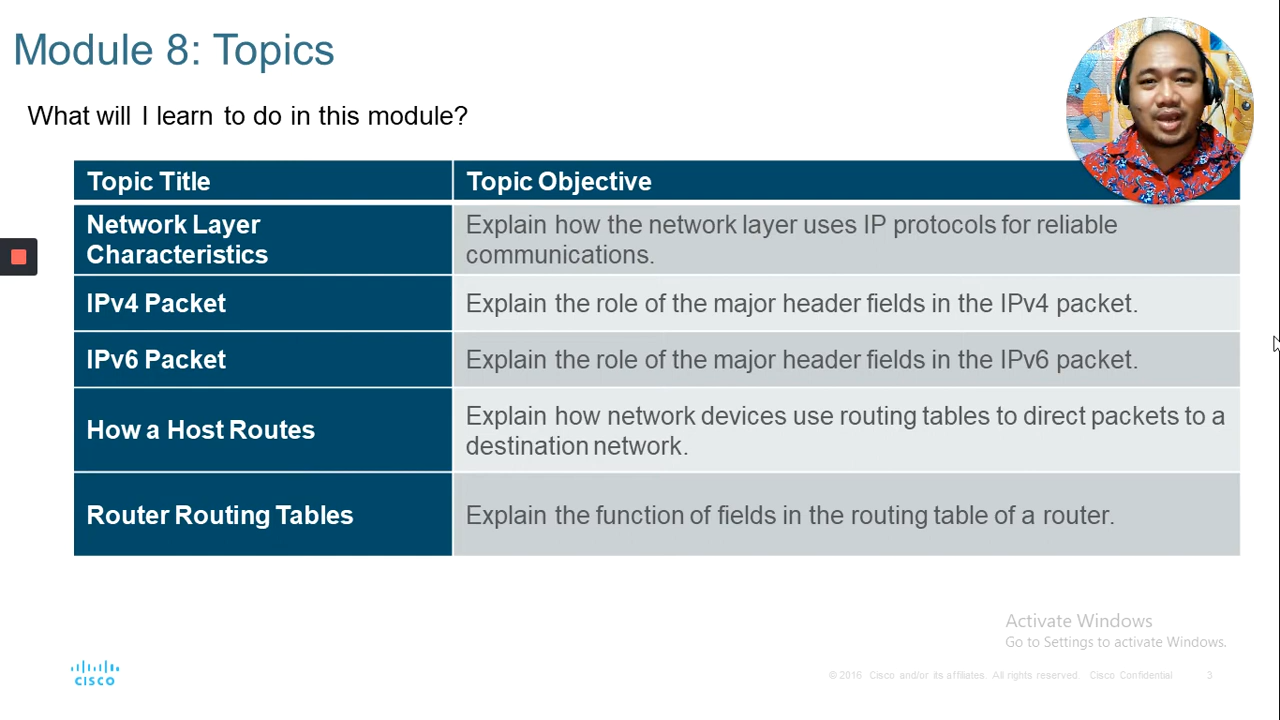 Module 8: Topics
What will I learn to do in this module?
Topic Title
Topic Objective
Network Layer
Characteristics
Explain how the network layer uses IP protocols for reliable
communications.
IPv4 Packet
Explain the role of the major header fields in the IPv4 packet.
IPv6 Packet
Explain the role of the major header fields in the IPv6 packet.
How a Host Routes
Explain how network devices use routing tables to direct packets to a
destination network.
Router Routing Tables
Explain the function of fields in the routing table of a router.
Activate Windows
Go to Settings to activate Windows.
CISCO
© 2016 Cisco and/or its affiliates. All rights reserved. Cisco Confidential
3